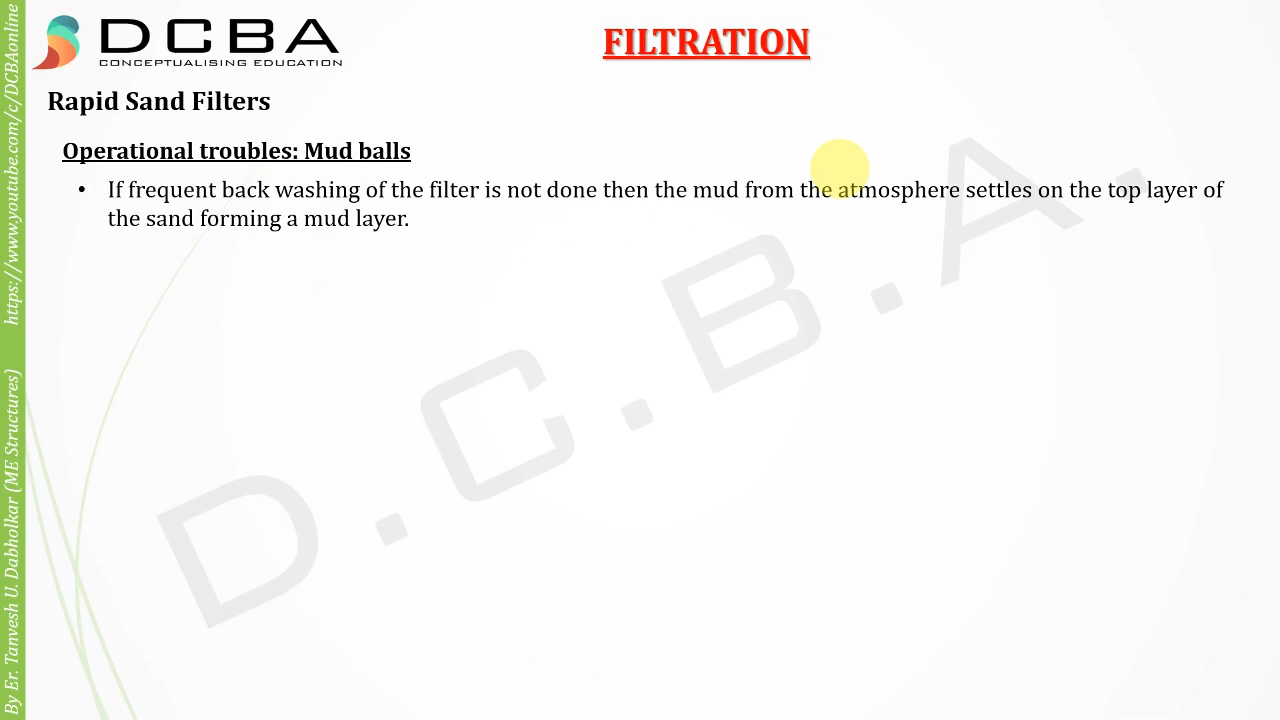 DCBA
CONCEPTUALISING EDUCATION
FILTRATION
Rapid Sand Filters
Operational troubles: Mud balls
• If frequent back washing of the filter is not done then the mud from the atmosphere settles on the top layer of
the sand forming a mud layer.
D.C.B.A.
By Er. Tanvesh U. Dabholkar (ME Structures) https://www.youtube.com/c/DCBAonline